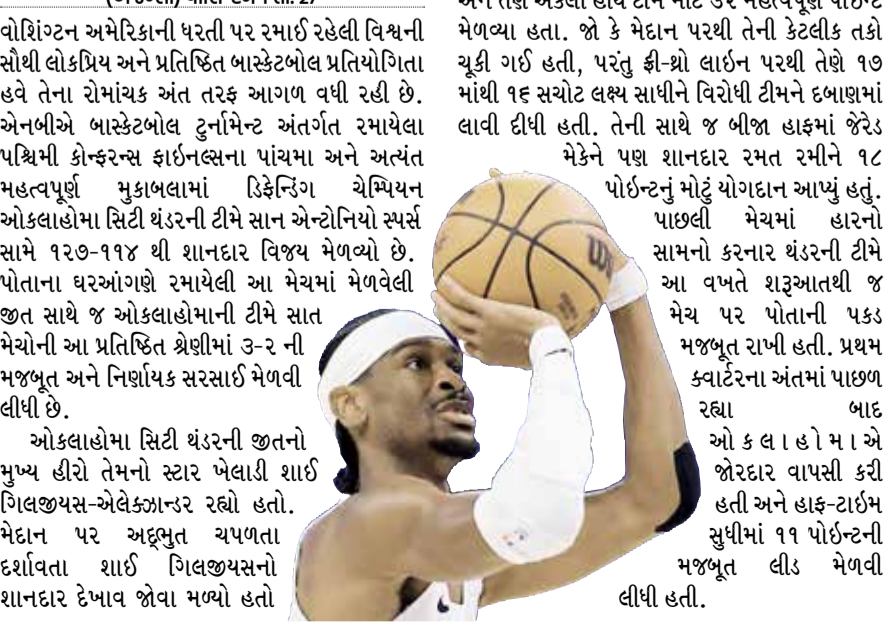 વોશિંગ્ટન અમેરિકાની ધરતી પર રમાઈ રહેલી વિશ્વની
સૌથી લોકપ્રિય અને પ્રતિષ્ઠિત બાસ્કેટબોલ પ્રતિયોગિતા
હવે તેના રોમાંચક અંત તરફ આગળ વધી રહી છે.
એનબીએ બાસ્કેટબોલ ટુર્નામેન્ટ અંતર્ગત રમાયેલા
પશ્ચિમી કોન્ફરન્સ ફાઇનલ્સના પાંચમા અને અત્યંત
મહત્વપૂર્ણ મુકાબલામાં ડિફેન્ડિંગ ચેમ્પિયન
ઓકલાહોમા સિટી થંડરની ટીમે સાન એન્ટોનિયો સ્પર્સ
સામે ૧૨૭-૧૧૪ થી શાનદાર વિજય મેળવ્યો છે.
પોતાના ઘરઆંગણે રમાયેલી આ મેચમાં મેળવેલી
જીત સાથે જ ઓકલાહોમાની ટીમે સાત
મેચોની આ પ્રતિષ્ઠિત શ્રેણીમાં ૩-૨ ની
મજબૂત અને નિર્ણાયક સરસાઈ મેળવી
લીધી છે.
ઓકલાહોમા સિટી થંડરની જીતનો
મુખ્ય હીરો તેમનો સ્ટાર ખેલાડી શાઈ
ગિલજીયસ-એલેક્ઝાન્ડર રહ્યો હતો.
મેદાન પર અદ્ભુત ચપળતા
દર્શાવતા શાઈ ગિલજીયસનો
શાનદાર દેખાવ જોવા મળ્યો હતો
મેળવ્યા હતા. જો કે મેદાન પરથી તેની કેટલીક તકો
ચૂકી ગઈ હતી, પરંતુ ફ્રી-થ્રો લાઇન પરથી તેણે ૧૭
માંથી ૧૬ સચોટ લક્ષ્ય સાધીને વિરોધી ટીમને દબાણમાં
લાવી દીધી હતી. તેની સાથે જ બીજા હાફમાં જેરેડ
મેકેને પણ શાનદાર રમત રમીને ૧૮
પોઇન્ટનું મોટું યોગદાન આપ્યું હતું.
પાછલી મેચમાં હારનો
સામનો કરનાર થંડરની ટીમે
આ વખતે શરૂઆતથી જ
મેચ પર પોતાની પકડ
મજબૂત રાખી હતી. પ્રથમ
ક્વાર્ટરના અંતમાં પાછળ
રહ્યા બાદ
ઓકલાહોમાએ
જોરદાર વાપસી કરી
હતી અને હાફ-ટાઇમ
સુધીમાં ૧૧ પોઇન્ટની
મજબૂત લીડ મેળવી
લીધી હતી.